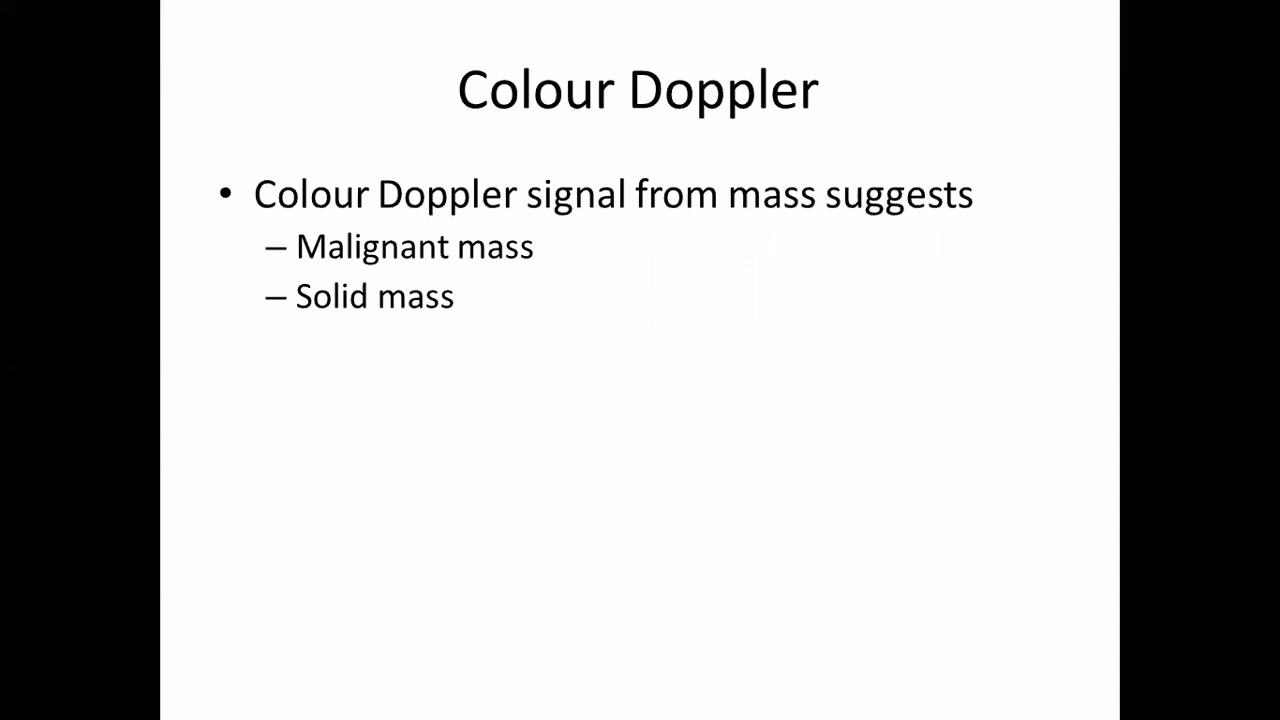 Colour Doppler
• Colour Doppler signal from mass suggests
– Malignant mass
– Solid mass